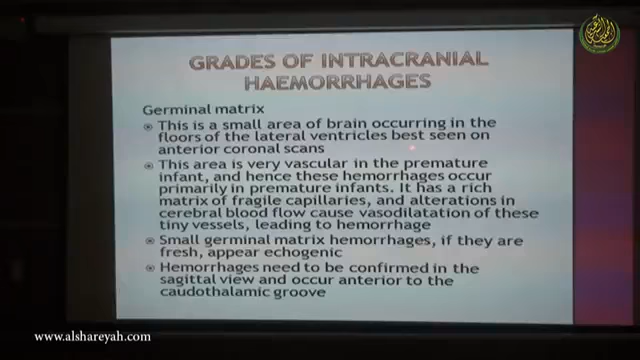 GRADES OF INTRACRANIAL
HAEMORRHAGES
Germinal matrix
This is a small area of brain occurring in the
floors of the lateral ventricles best seen on
anterior coronal scans
This area is very vascular in the premature
infant, and hence these hemorrhages occur
primarily in premature infants. It has a rich
matrix of fragile capillaries, and alterations in
cerebral blood flow cause vasodilatation of these
tiny vessels, leading to hemorrhage
Small germinal matrix hemorrhages, if they are
fresh, appear echogenic
Hemorrhages need to be confirmed in the
sagittal view and occur anterior to the
caudothalamic groove
www.alshareyah.com